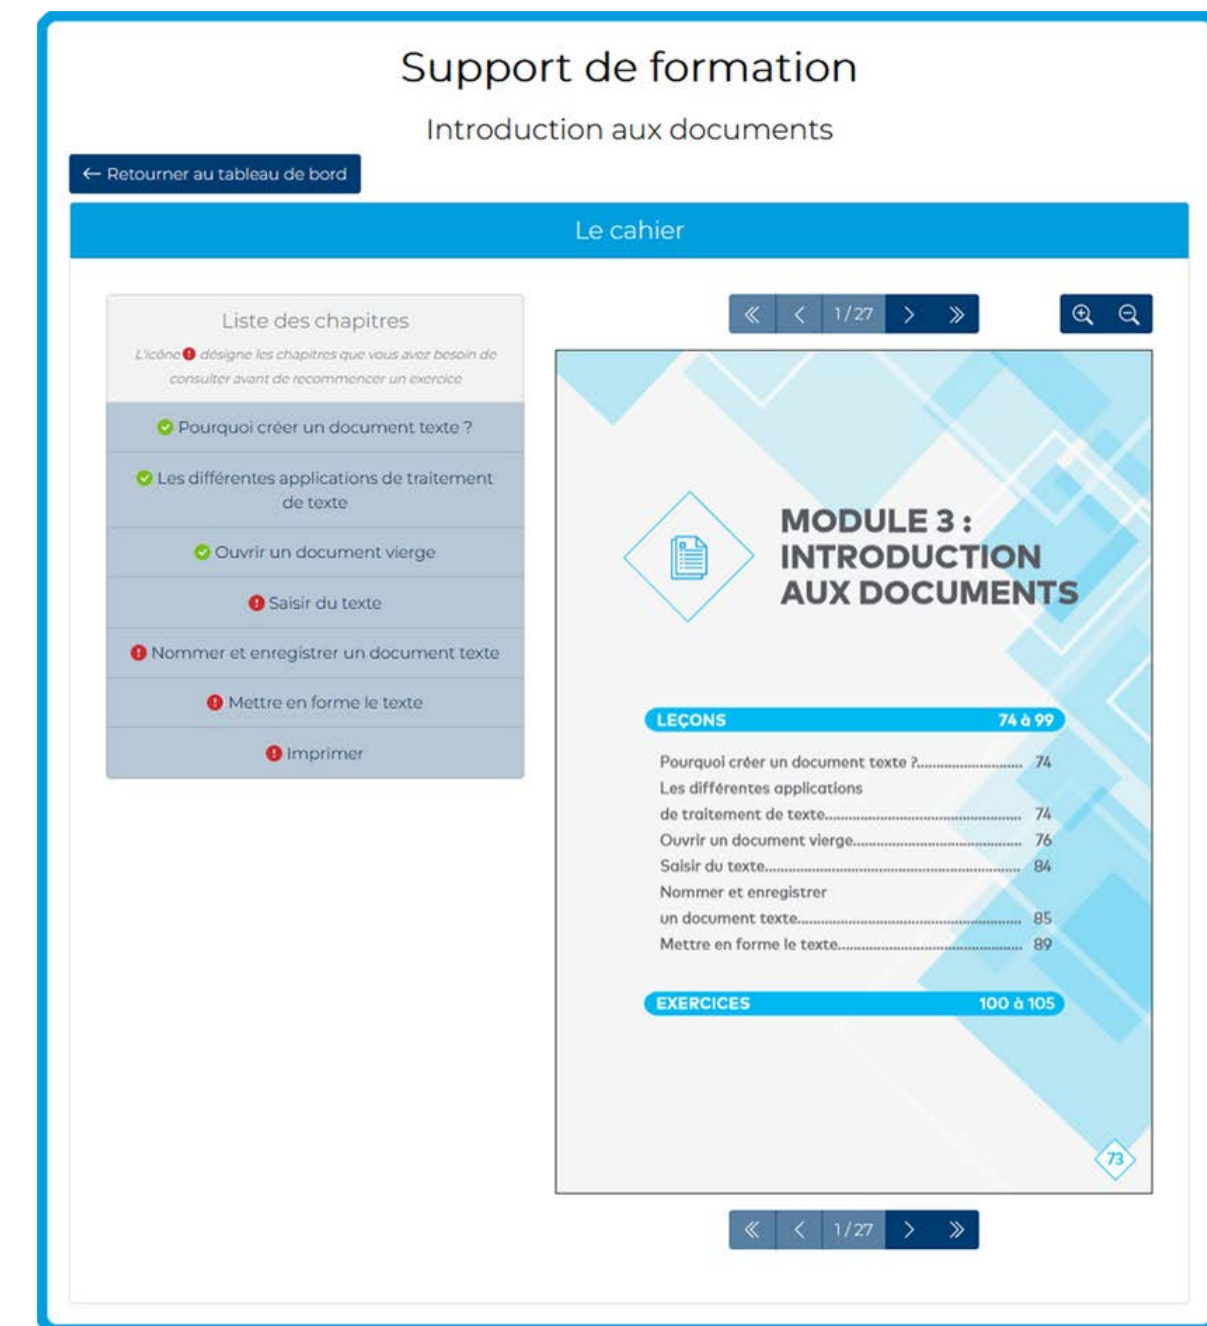 Support de formation
Introduction aux documents
← Retourner au tableau de bord
Le cahier
Liste des chapitres
L'icône désigne les chapitres que vous avez besoin de
consulter avant de recommencer un exercice
Pourquoi créer un document texte ?
Les différentes applications de traitement
de texte
Ouvrir un document vierge
Saisir du texte
Nommer et enregistrer un document texte
Mettre en forme le texte
Imprimer
1/27
MODULE 3 :
INTRODUCTION
AUX DOCUMENTS
LEÇONS 74 à 99
Pourquoi créer un document texte ?.......................... 74
Les différentes applications
de traitement de texte.................................................. 74
Ouvrir un document vierge........................................... 76
Saisir du texte................................................................. 84
Nommer et enregistrer
un document texte......................................................... 85
Mettre en forme le texte............................................... 89
EXERCICES 100 à 105
73
1/27